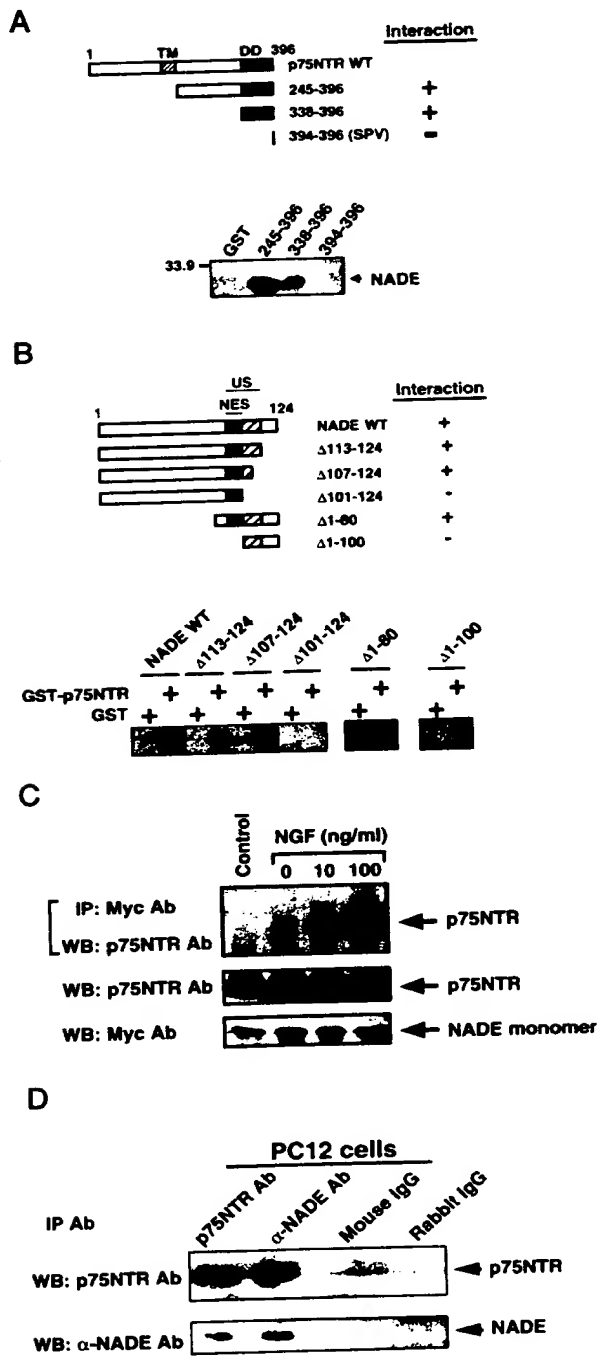 A
Interaction
1 TM DD 396
p75NTR WT
245-396 +
338-396 +
394-396 (SPV) -
GST 245-396 338-396 394-396
33.9
NADE
B
US
NES
Interaction
1 124
NADE WT +
Δ113-124 +
Δ107-124 +
Δ101-124 -
Δ1-80 +
Δ1-100 -
NADE WT Δ113-124 Δ107-124 Δ101-124 Δ1-80 Δ1-100
GST-p75NTR + + + + + +
GST + + + + + +
C
Control NGF (ng/ml)
0 10 100
IP: Myc Ab
p75NTR
WB: p75NTR Ab
WB: p75NTR Ab p75NTR
WB: Myc Ab NADE monomer
D
PC12 cells
IP Ab p75NTR Ab α-NADE Ab Mouse IgG Rabbit IgG
WB: p75NTR Ab p75NTR
WB: α-NADE Ab NADE